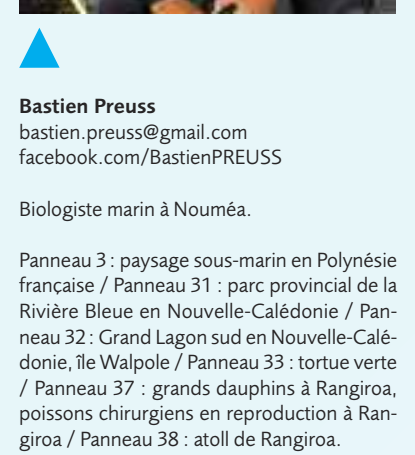 Bastien Preuss
bastien.preuss@gmail.com
facebook.com/BastienPREUSS
Biologiste marin à Nouméa.
Panneau 3 : paysage sous-marin en Polynésie
française / Panneau 31 : parc provincial de la
Rivière Bleue en Nouvelle-Calédonie / Pan-
neau 32 : Grand Lagon sud en Nouvelle-Calé-
donie, île Walpole / Panneau 33 : tortue verte
/ Panneau 37 : grands dauphins à Rangiroa,
poissons chirurgiens en reproduction à Ran-
giroa / Panneau 38 : atoll de Rangiroa.